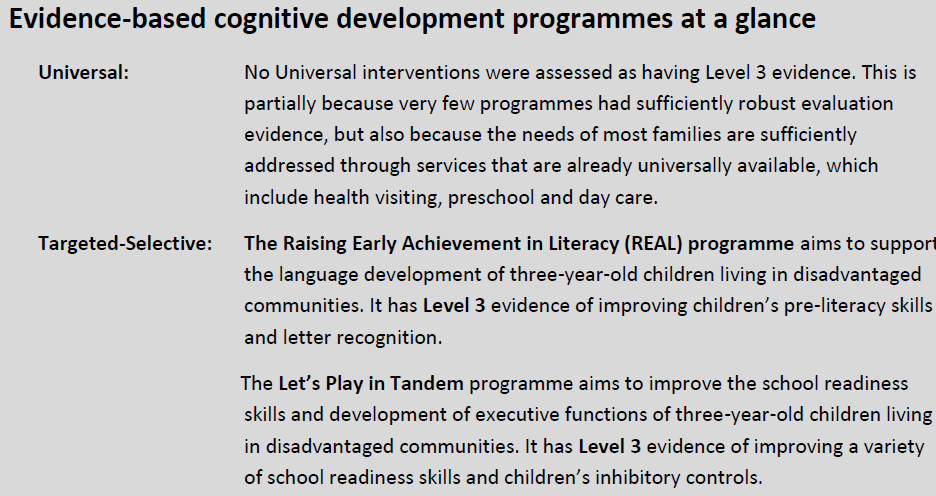 Evidence-based cognitive development programmes at a glance
Universal: No Universal interventions were assessed as having Level 3 evidence. This is
partially because very few programmes had sufficiently robust evaluation
evidence, but also because the needs of most families are sufficiently
addressed through services that are already universally available, which
include health visiting, preschool and day care.
Targeted-Selective: The Raising Early Achievement in Literacy (REAL) programme aims to support
the language development of three-year-old children living in disadvantaged
communities. It has Level 3 evidence of improving children’s pre-literacy skills
and letter recognition.
The Let’s Play in Tandem programme aims to improve the school readiness
skills and development of executive functions of three-year-old children living
in disadvantaged communities. It has Level 3 evidence of improving a variety
of school readiness skills and children’s inhibitory controls.